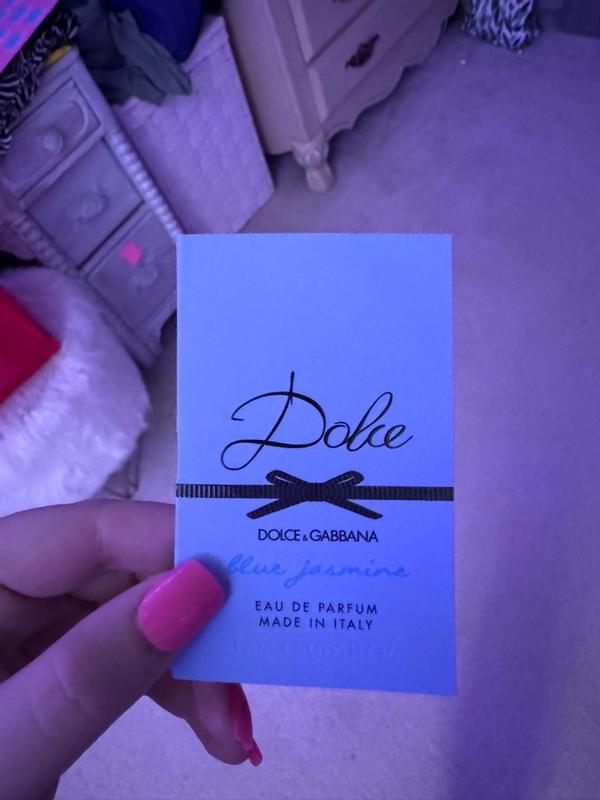 Dolce
DOLCE & GABBANA
blue jasmine
EAU DE PARFUM
MADE IN ITALY